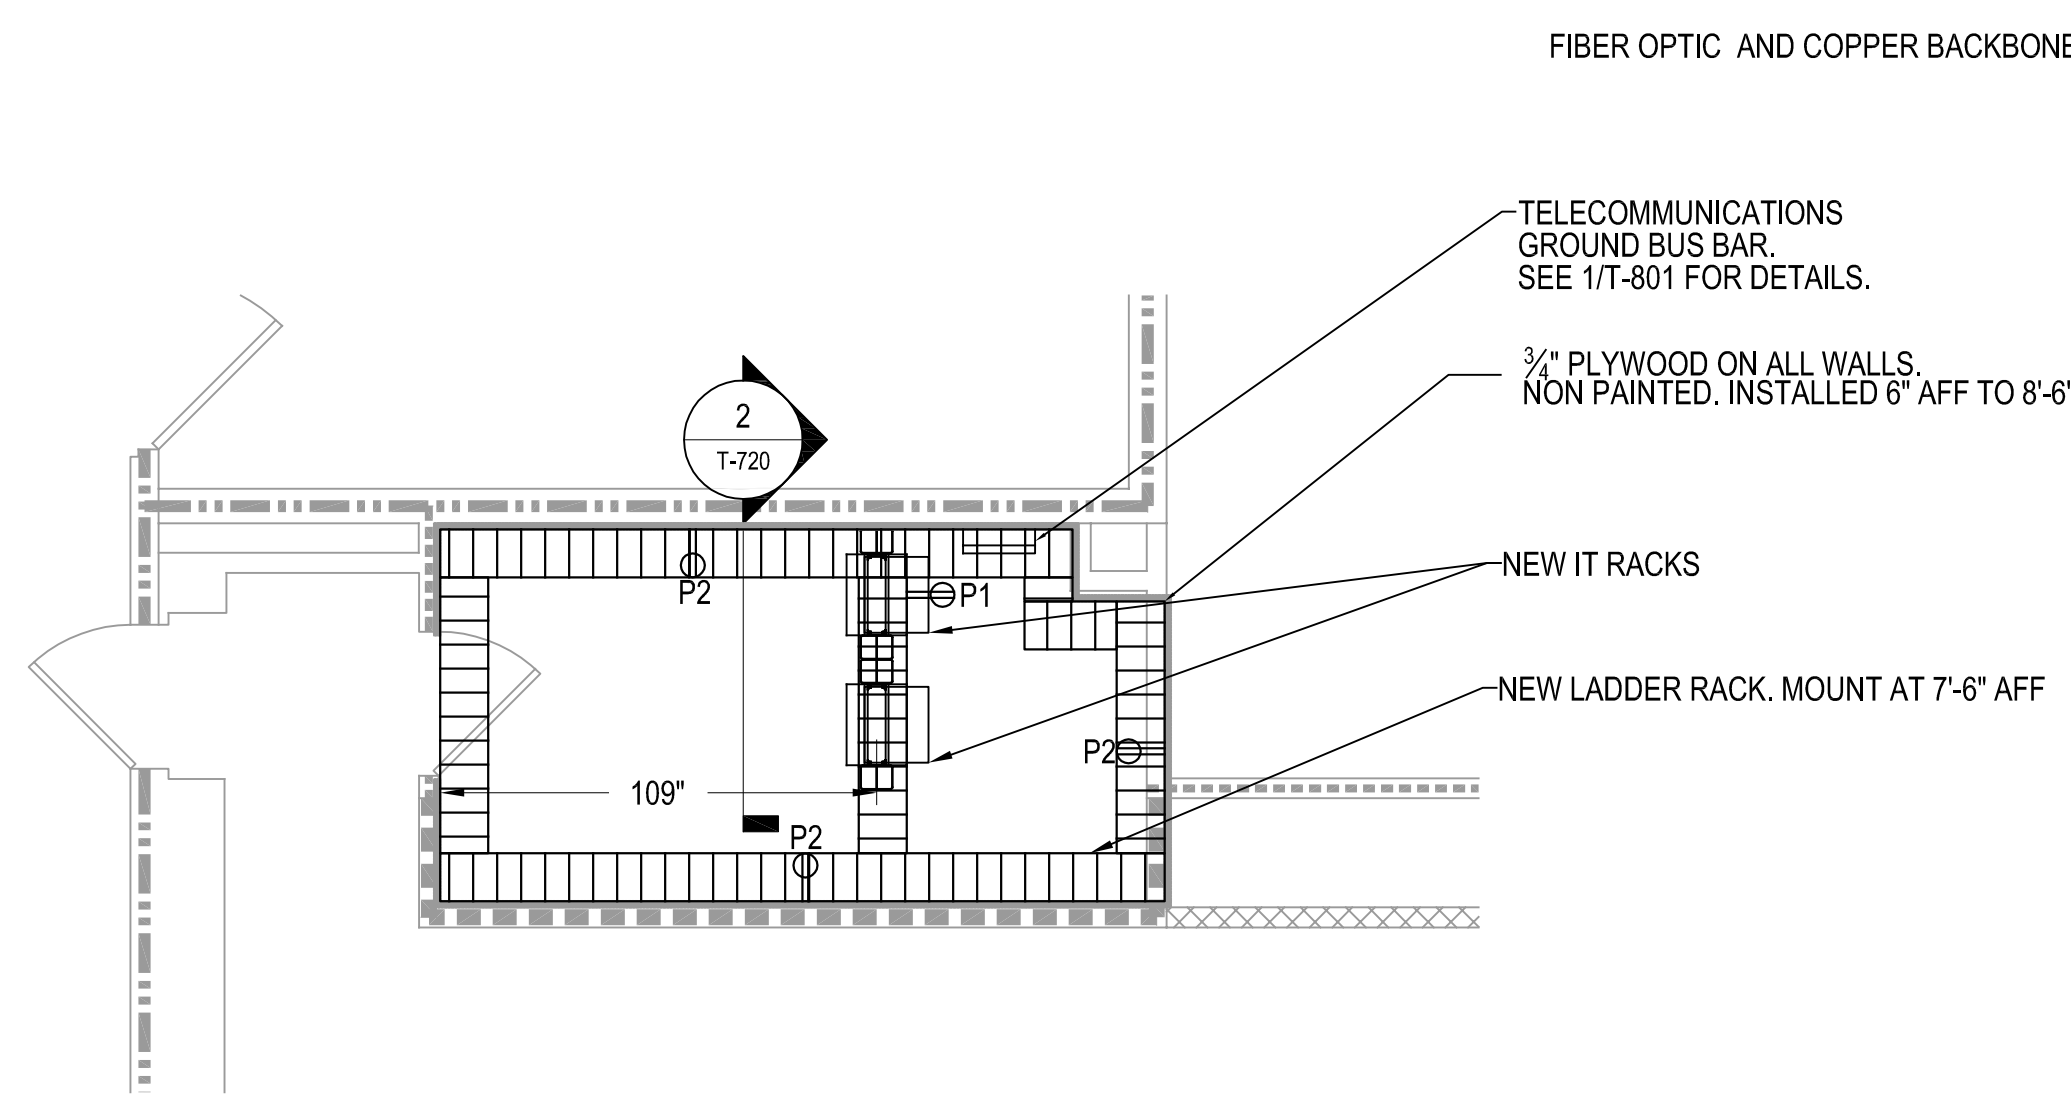 FIBER OPTIC AND COPPER BACKBONE
TELECOMMUNICATIONS
GROUND BUS BAR.
SEE 1/T-801 FOR DETAILS.
¾" PLYWOOD ON ALL WALLS.
NON PAINTED. INSTALLED 6" AFF TO 8'-6"
2
T-720
NEW IT RACKS
P2
P1
NEW LADDER RACK. MOUNT AT 7'-6" AFF
P2
109"
P2